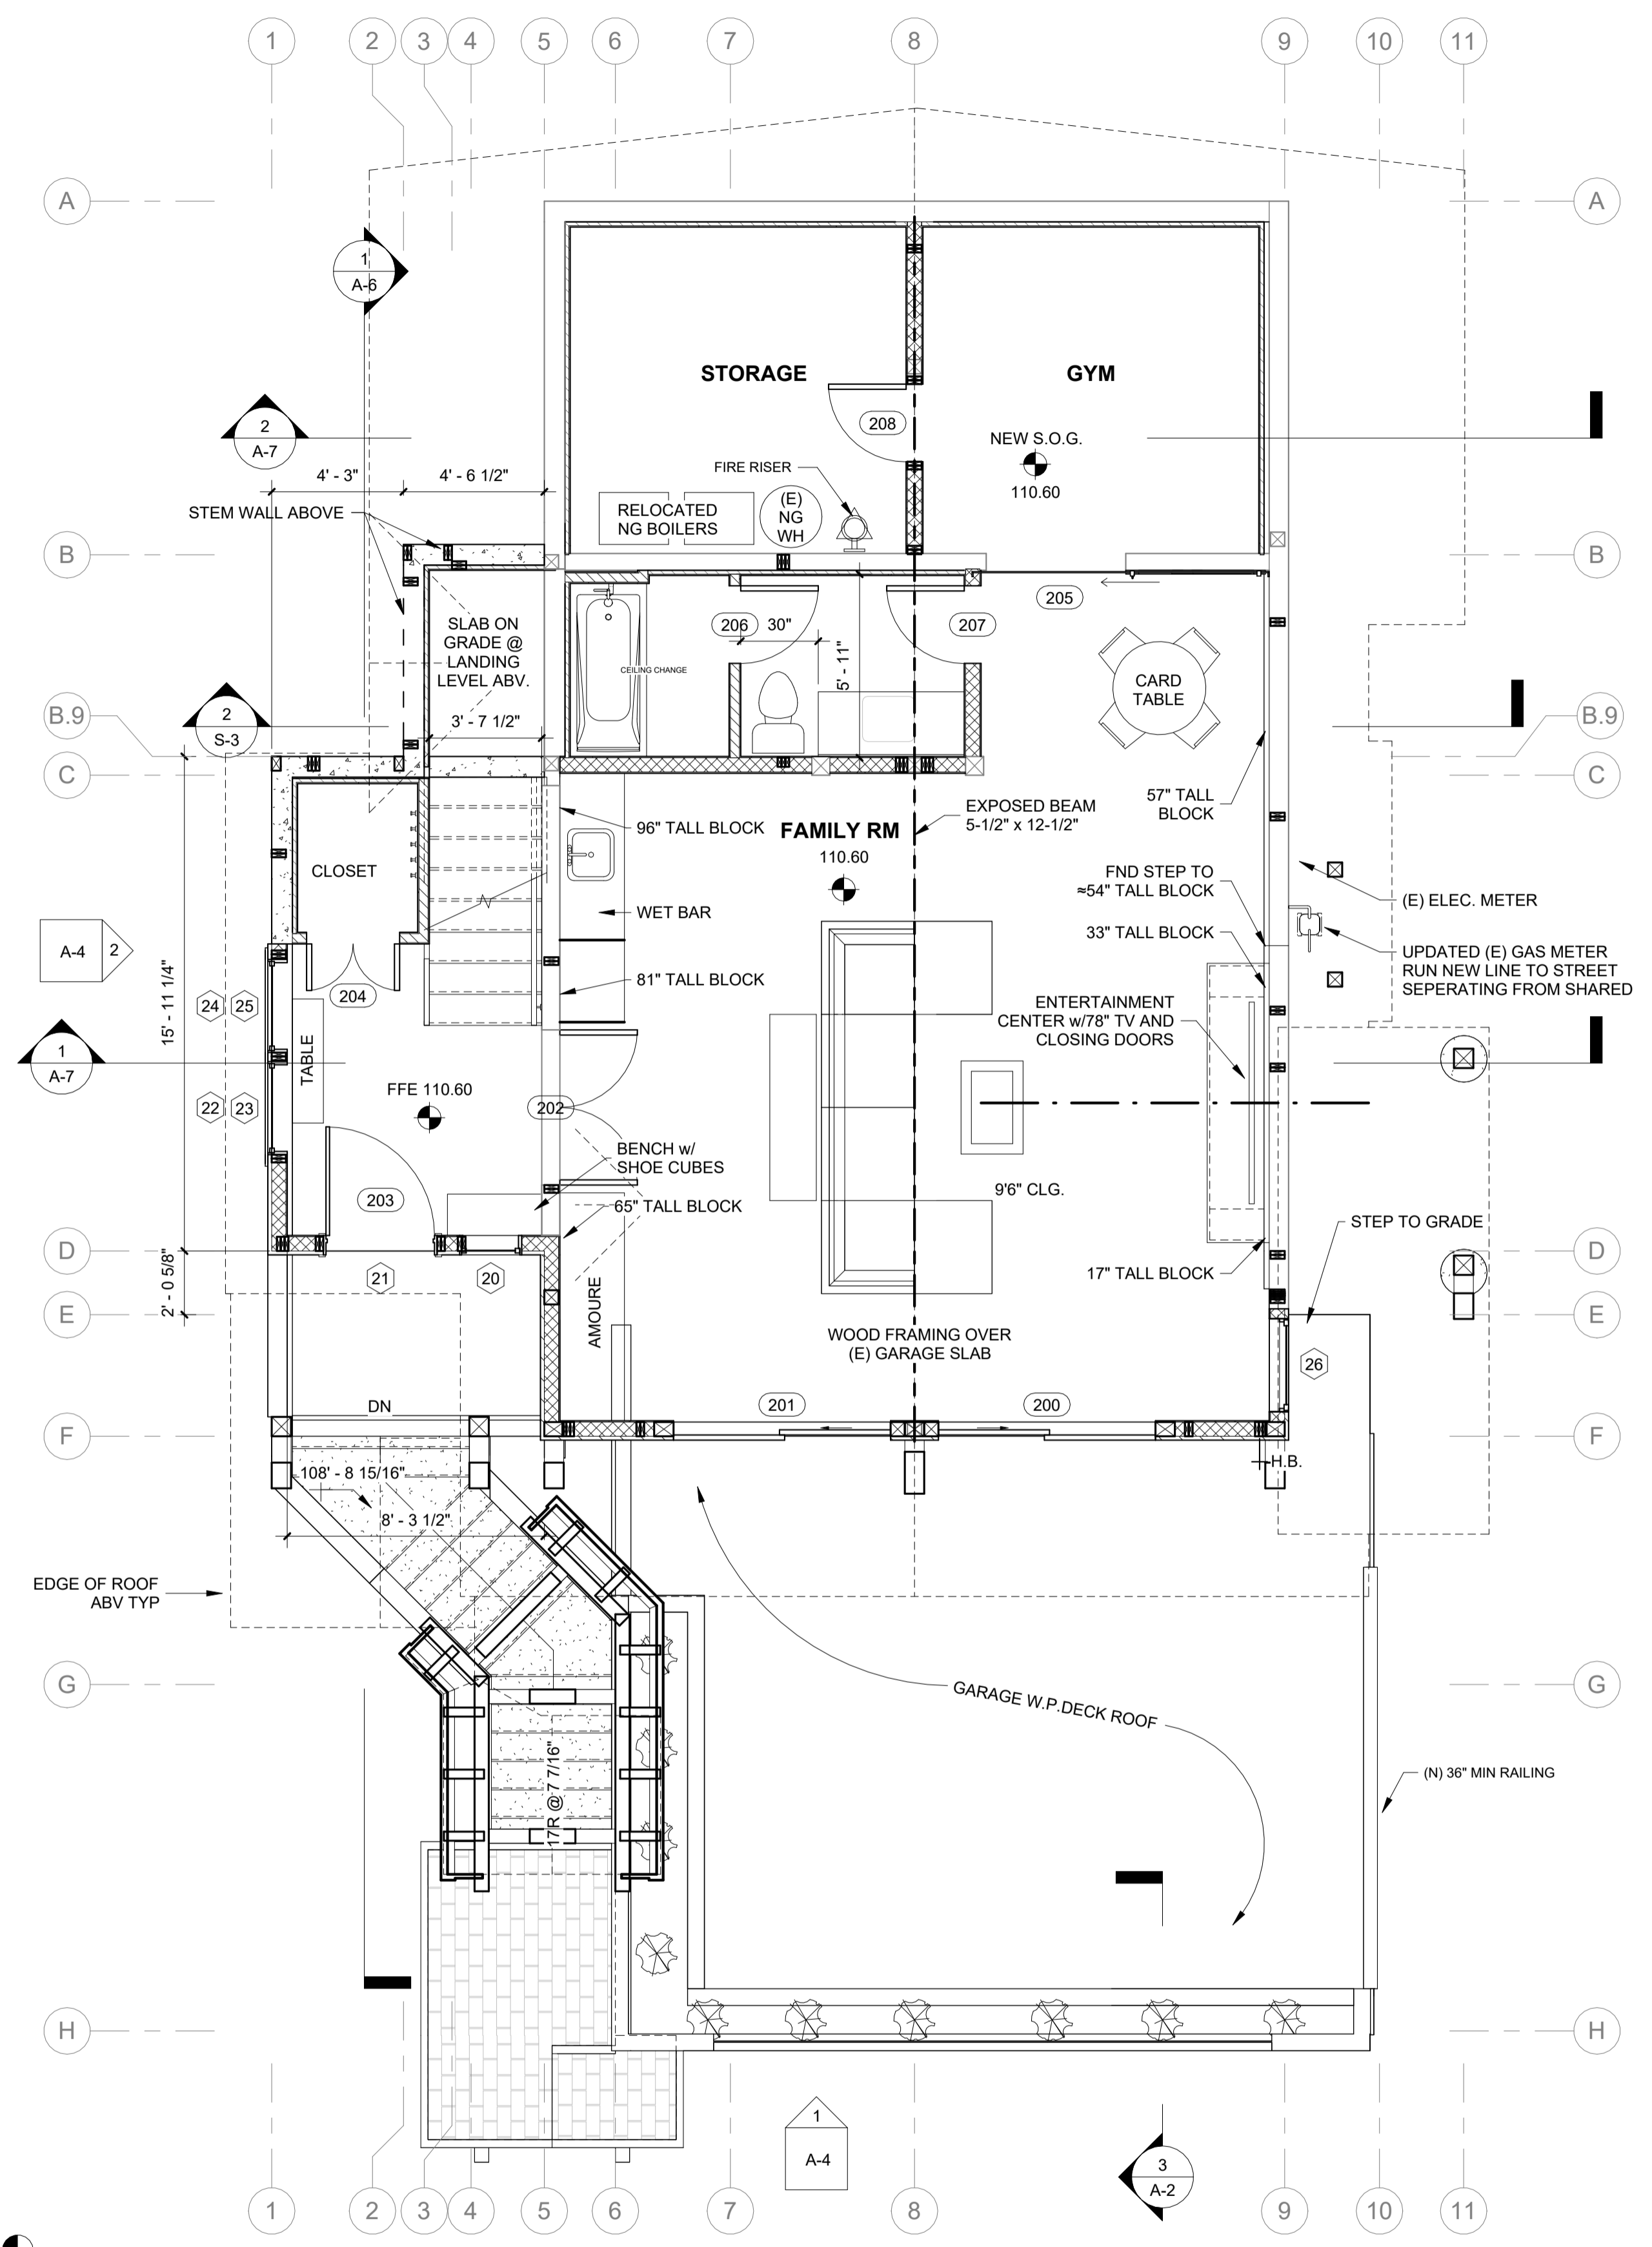 1 2 3 4 5 6 7 8 9 10 11
A A
1
A-6
STORAGE
GYM
208
2
A-7
NEW S.O.G.
110.60
4' - 3" 4' - 6 1/2"
FIRE RISER
STEM WALL ABOVE
RELOCATED
NG BOILERS
(E)
NG
WH
B B
205
206 30" 207
SLAB ON
GRADE @
LANDING
LEVEL ABV.
CEILING CHANGE
5' - 11"
CARD
TABLE
2
S-3
B.9 B.9
3' - 7 1/2"
C C
57" TALL
BLOCK
EXPOSED BEAM
5-1/2" x 12-1/2"
96" TALL BLOCK
FAMILY RM
110.60
CLOSET
FND STEP TO
≈54" TALL BLOCK
(E) ELEC. METER
WET BAR
33" TALL BLOCK
A-4 2
UPDATED (E) GAS METER
RUN NEW LINE TO STREET
SEPERATING FROM SHARED
81" TALL BLOCK
204
24 25
15' - 11 1/4"
ENTERTAINMENT
CENTER w/78" TV AND
CLOSING DOORS
1
A-7
TABLE
FFE 110.60
22 23
202
BENCH w/
SHOE CUBES
203
9'6" CLG.
65" TALL BLOCK
STEP TO GRADE
D D
21 20
17" TALL BLOCK
2' - 0 5/8"
AMOURE
E E
WOOD FRAMING OVER
(E) GARAGE SLAB
26
DN
201 200
F F
H.B.
108' - 8 15/16"
8' - 3 1/2"
EDGE OF ROOF
ABV TYP
G G
GARAGE W.P.DECK ROOF
17R @ 7 7/16"
(N) 36" MIN RAILING
H H
1
A-4
3
A-2
1 2 3 4 5 6 7 8 9 10 11